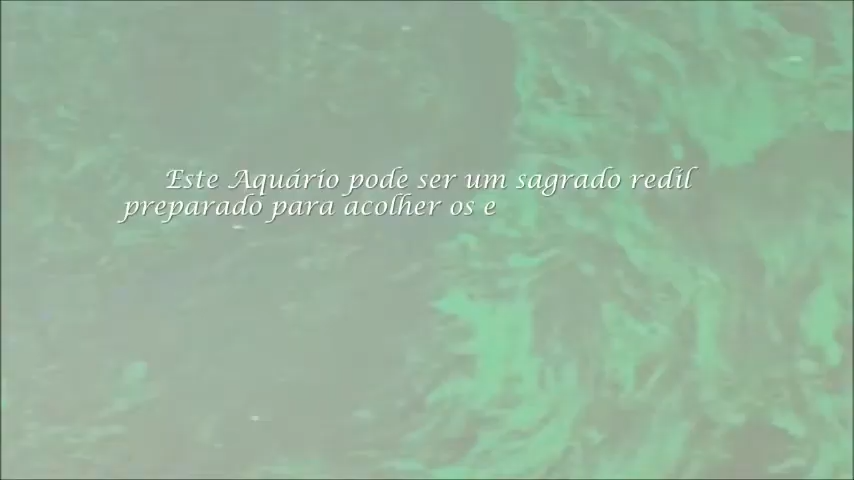 Este Aquário pode ser um sagrado redil
preparado para acolher os e